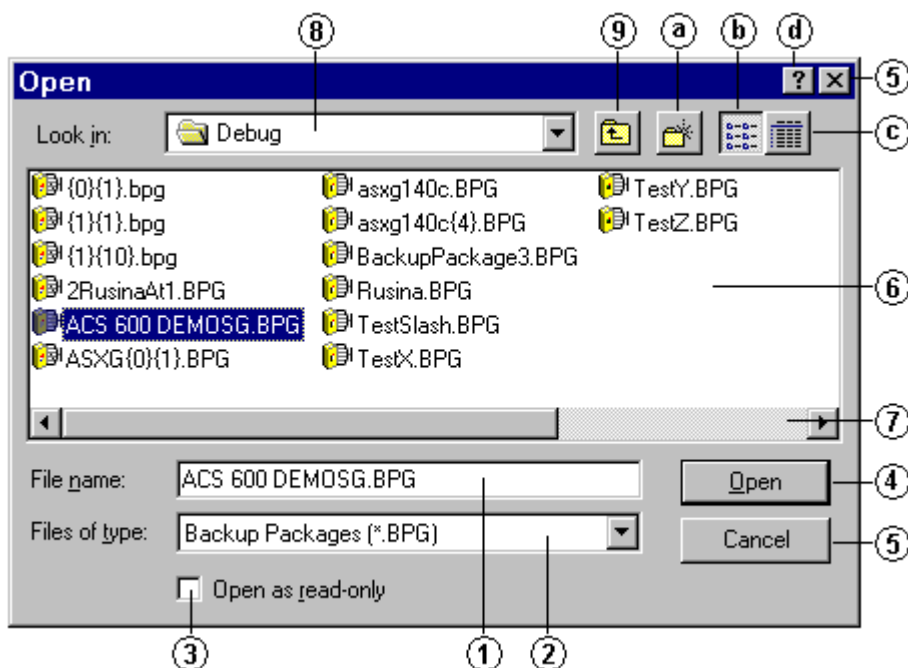 8 9 a b d
Open ? 5
Look in: Debug c
{0}{1}.bpg asxg140c.BPG TestY.BPG
{1}{1}.bpg asxg140c{4}.BPG TestZ.BPG
{1}{10}.bpg BackupPackage3.BPG
2RusinaAt1.BPG Rusina.BPG 6
ACS 600 DEMOSG.BPG TestSlash.BPG
ASXG{0}{1}.BPG TestX.BPG
7
File name: ACS 600 DEMOSG.BPG Open 4
Files of type: Backup Packages (*.BPG) Cancel 5
Open as read-only
3 1 2